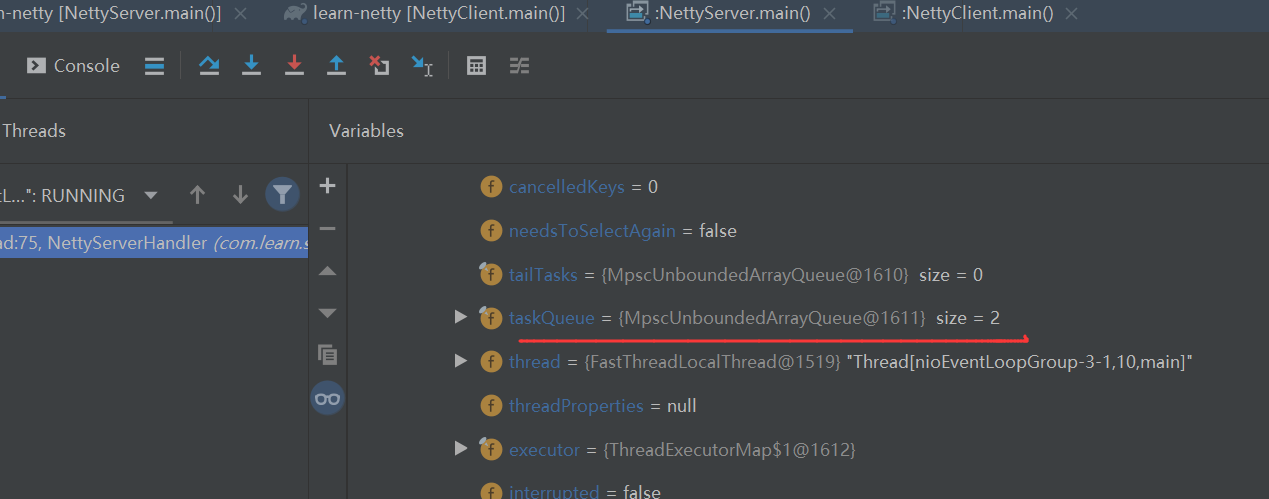 n-netty [NettyServer.main()] learn-netty [NettyClient.main()] :NettyServer.main() :NettyClient.main()
Console
Threads Variables
tL...": RUNNING
ad:75, NettyServerHandler (com.learn.s
f cancelledKeys = 0
f needsToSelectAgain = false
f tailTasks = {MpscUnboundedArrayQueue@1610} size = 0
f taskQueue = {MpscUnboundedArrayQueue@1611} size = 2
f thread = {FastThreadLocalThread@1519} "Thread[nioEventLoopGroup-3-1,10,main]"
f threadProperties = null
f executor = {ThreadExecutorMap$1@1612}
f interrupted = false